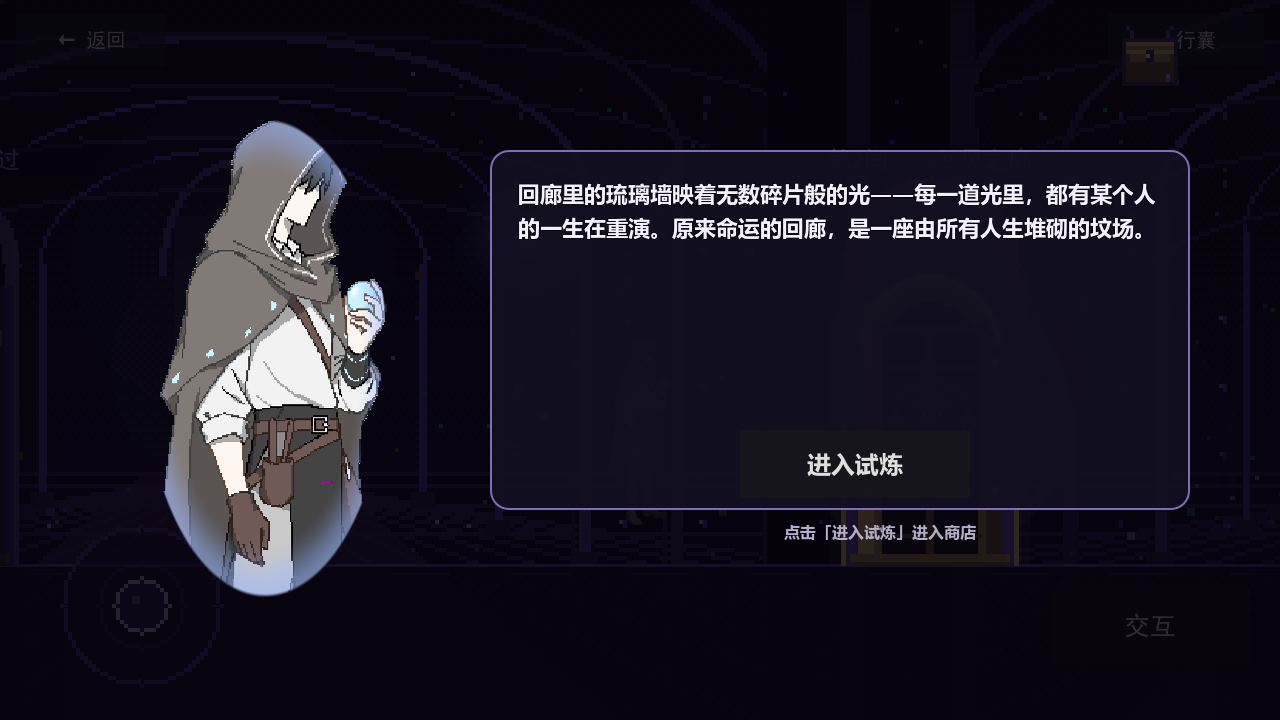 ← 返回
行囊
过
回廊里的琉璃墙映着无数碎片般的光——每一道光里，都有某个人
的一生在重演。原来命运的回廊，是一座由所有人生堆砌的坟场。
进入试炼
点击「进入试炼」进入商店
交互